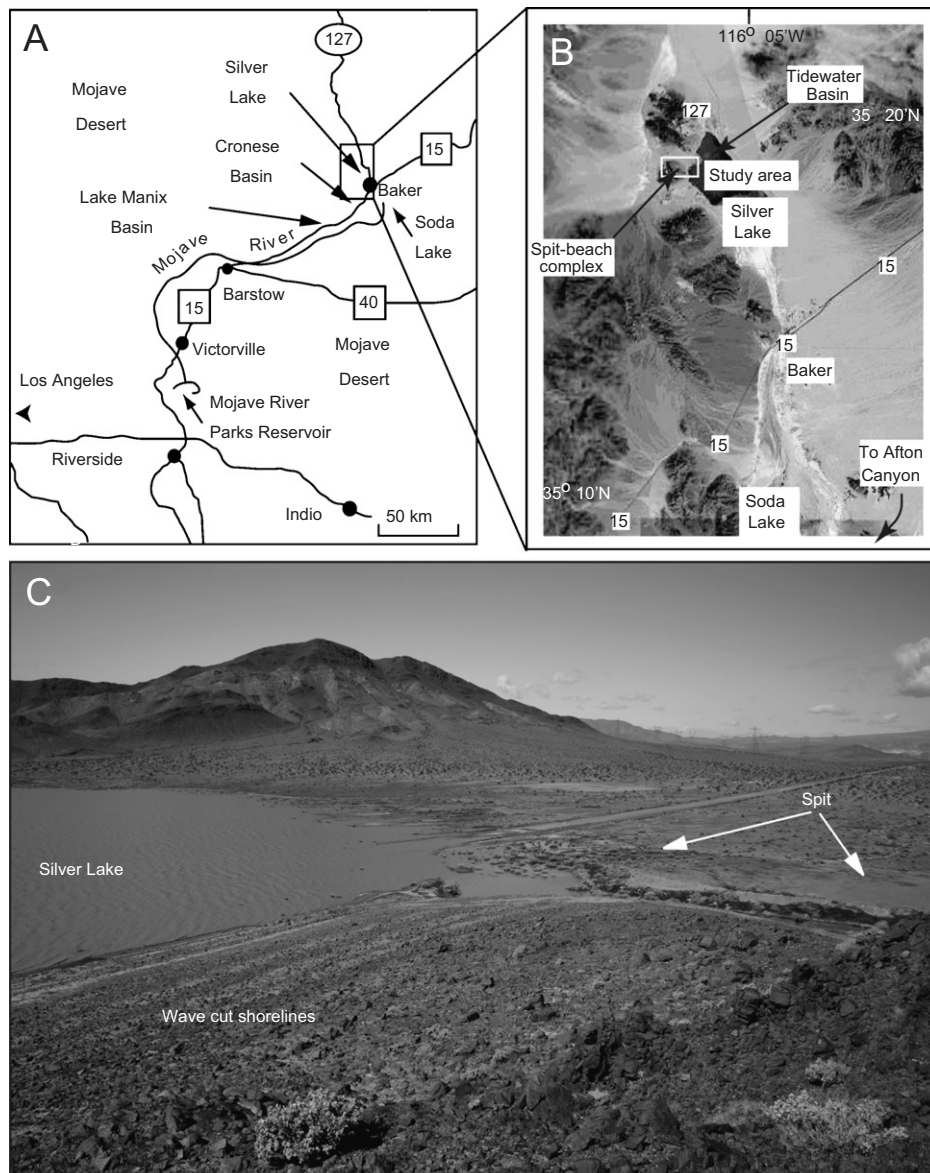 A
127
Mojave
Desert
Silver
Lake
Cronese
Basin
15
Lake Manix
Basin
Baker
Soda
Lake
Mojave
River
Barstow
15
40
Victorville
Mojave
Desert
Los Angeles
Mojave River
Parks Reservoir
Riverside
Indio
50 km
B
116o 05'W
Tidewater
Basin
127
35 20'N
Study area
Silver
Lake
Spit-beach
complex
15
15
Baker
15
To Afton
Canyon
35o 10'N
Soda
Lake
15
C
Spit
Silver Lake
Wave cut shorelines